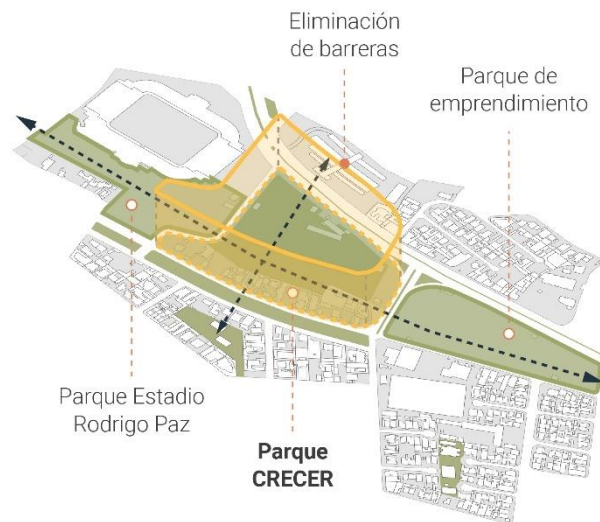 Eliminación
de barreras
Parque de
emprendimiento
Parque Estadio
Rodrigo Paz
Parque
CRECER